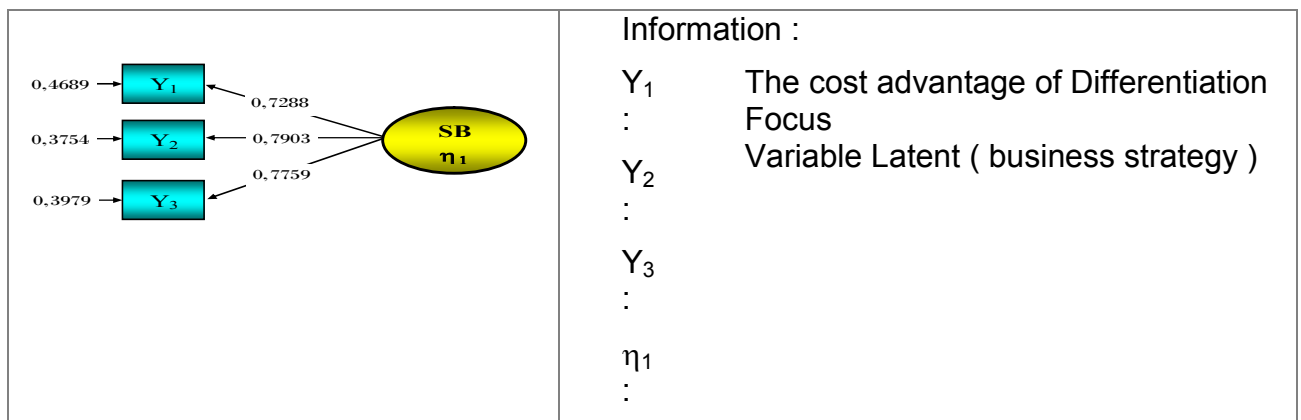 0,4689 Y₁
0,7288
0,3754 Y₂ 0,7903 SB
η₁
0,7759
0,3979 Y₃
Information :
Y₁ The cost advantage of Differentiation
: Focus
Variable Latent ( business strategy )
Y₂
:
Y₃
:
η₁
: